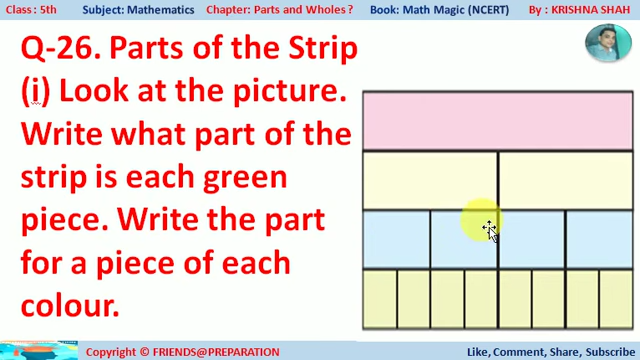 Class : 5th Subject: Mathematics Chapter: Parts and Wholes ? Book: Math Magic (NCERT) By : KRISHNA SHAH
Q-26. Parts of the Strip
(i) Look at the picture.
Write what part of the
strip is each green
piece. Write the part
for a piece of each
colour.
Copyright © FRIENDS@PREPARATION Like, Comment, Share, Subscribe